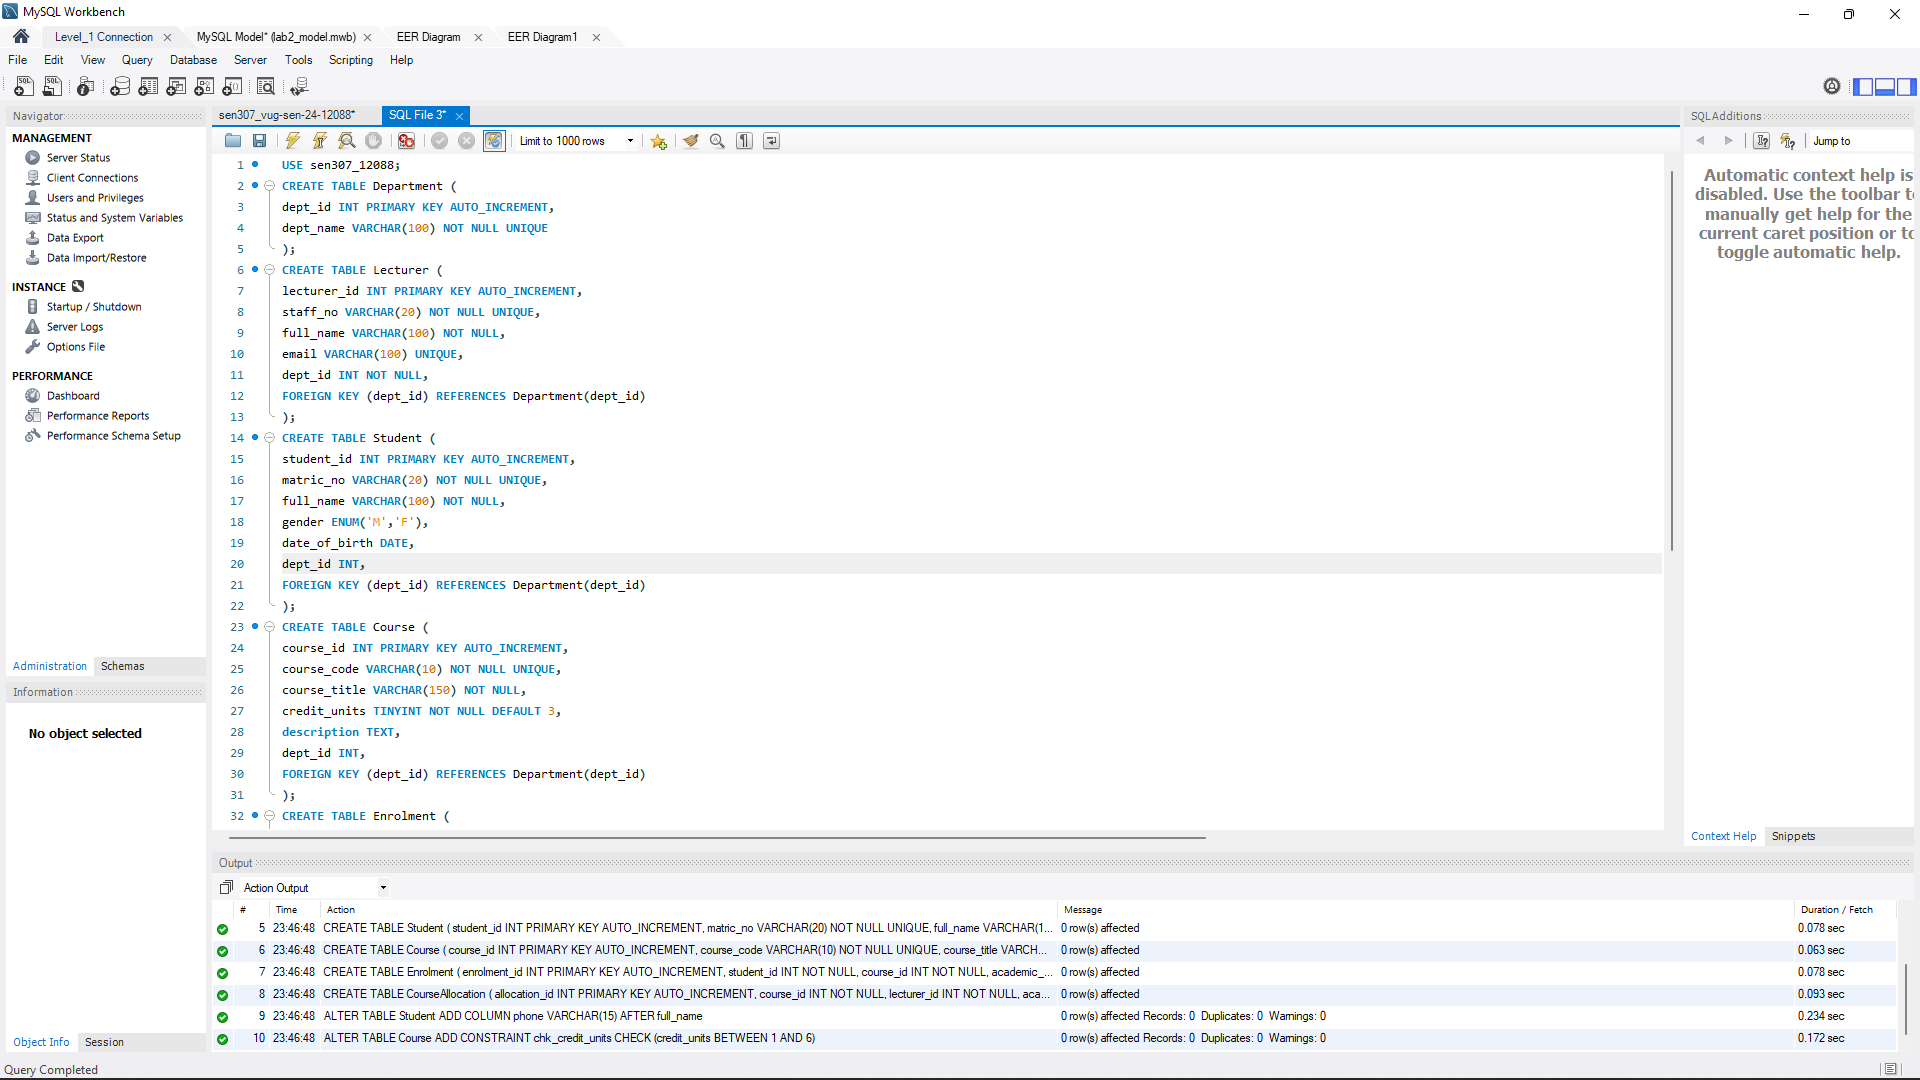 MySQL Workbench
Level_1 Connection
MySQL Model* (lab2_model.mwb)
EER Diagram
EER Diagram1
File Edit View Query Database Server Tools Scripting Help
Navigator
MANAGEMENT
Server Status
Client Connections
Users and Privileges
Status and System Variables
Data Export
Data Import/Restore
INSTANCE
Startup / Shutdown
Server Logs
Options File
PERFORMANCE
Dashboard
Performance Reports
Performance Schema Setup
Administration Schemas
Information
No object selected
Object Info Session
sen307_vug-sen-24-12088* SQL File 3*
Limit to 1000 rows
1 USE sen307_12088;
2 CREATE TABLE Department (
3 dept_id INT PRIMARY KEY AUTO_INCREMENT,
4 dept_name VARCHAR(100) NOT NULL UNIQUE
5 );
6 CREATE TABLE Lecturer (
7 lecturer_id INT PRIMARY KEY AUTO_INCREMENT,
8 staff_no VARCHAR(20) NOT NULL UNIQUE,
9 full_name VARCHAR(100) NOT NULL,
10 email VARCHAR(100) UNIQUE,
11 dept_id INT NOT NULL,
12 FOREIGN KEY (dept_id) REFERENCES Department(dept_id)
13 );
14 CREATE TABLE Student (
15 student_id INT PRIMARY KEY AUTO_INCREMENT,
16 matric_no VARCHAR(20) NOT NULL UNIQUE,
17 full_name VARCHAR(100) NOT NULL,
18 gender ENUM('M','F'),
19 date_of_birth DATE,
20 dept_id INT,
21 FOREIGN KEY (dept_id) REFERENCES Department(dept_id)
22 );
23 CREATE TABLE Course (
24 course_id INT PRIMARY KEY AUTO_INCREMENT,
25 course_code VARCHAR(10) NOT NULL UNIQUE,
26 course_title VARCHAR(150) NOT NULL,
27 credit_units TINYINT NOT NULL DEFAULT 3,
28 description TEXT,
29 dept_id INT,
30 FOREIGN KEY (dept_id) REFERENCES Department(dept_id)
31 );
32 CREATE TABLE Enrolment (
SQLAdditions
Jump to
Automatic context help is
disabled. Use the toolbar t
manually get help for the
current caret position or to
toggle automatic help.
Context Help Snippets
Output
Action Output
# Time Action Message Duration / Fetch
5 23:46:48 CREATE TABLE Student ( student_id INT PRIMARY KEY AUTO_INCREMENT, matric_no VARCHAR(20) NOT NULL UNIQUE, full_name VARCHAR(1... 0 row(s) affected 0.078 sec
6 23:46:48 CREATE TABLE Course ( course_id INT PRIMARY KEY AUTO_INCREMENT, course_code VARCHAR(10) NOT NULL UNIQUE, course_title VARCH... 0 row(s) affected 0.063 sec
7 23:46:48 CREATE TABLE Enrolment ( enrolment_id INT PRIMARY KEY AUTO_INCREMENT, student_id INT NOT NULL, course_id INT NOT NULL, academic_... 0 row(s) affected 0.078 sec
8 23:46:48 CREATE TABLE CourseAllocation ( allocation_id INT PRIMARY KEY AUTO_INCREMENT, course_id INT NOT NULL, lecturer_id INT NOT NULL, aca... 0 row(s) affected 0.093 sec
9 23:46:48 ALTER TABLE Student ADD COLUMN phone VARCHAR(15) AFTER full_name 0 row(s) affected Records: 0 Duplicates: 0 Warnings: 0 0.234 sec
10 23:46:48 ALTER TABLE Course ADD CONSTRAINT chk_credit_units CHECK (credit_units BETWEEN 1 AND 6) 0 row(s) affected Records: 0 Duplicates: 0 Warnings: 0 0.172 sec
Query Completed